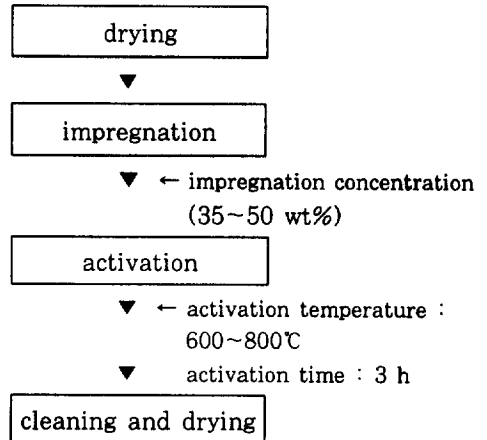 drying
▼
impregnation
▼ ← impregnation concentration
(35~50 wt%)
activation
▼ ← activation temperature :
600~800℃
▼ activation time : 3 h
cleaning and drying